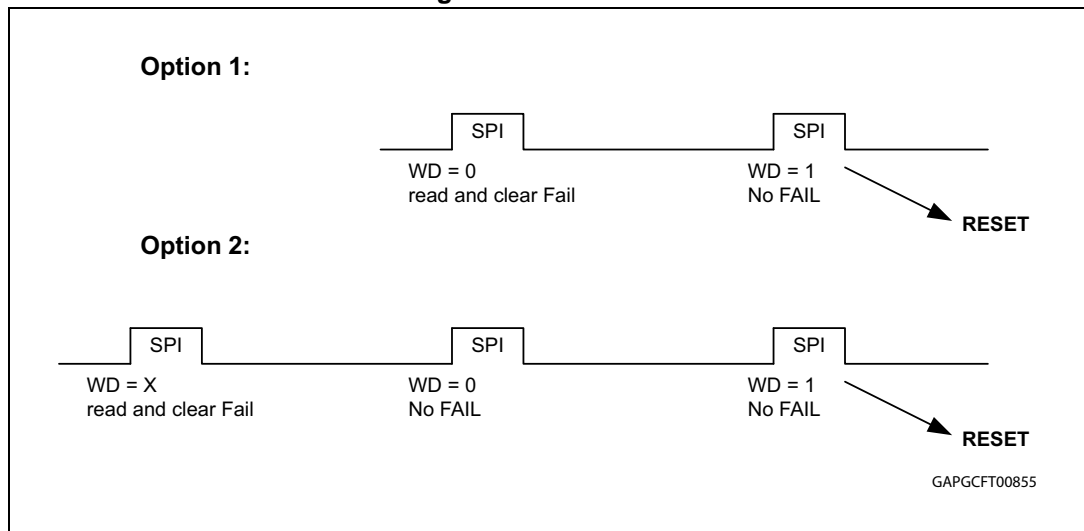 Option 1:
SPI
SPI
WD = 0
read and clear Fail
WD = 1
No FAIL
RESET
Option 2:
SPI
SPI
SPI
WD = X
read and clear Fail
WD = 0
No FAIL
WD = 1
No FAIL
RESET
GAPGCFT00855